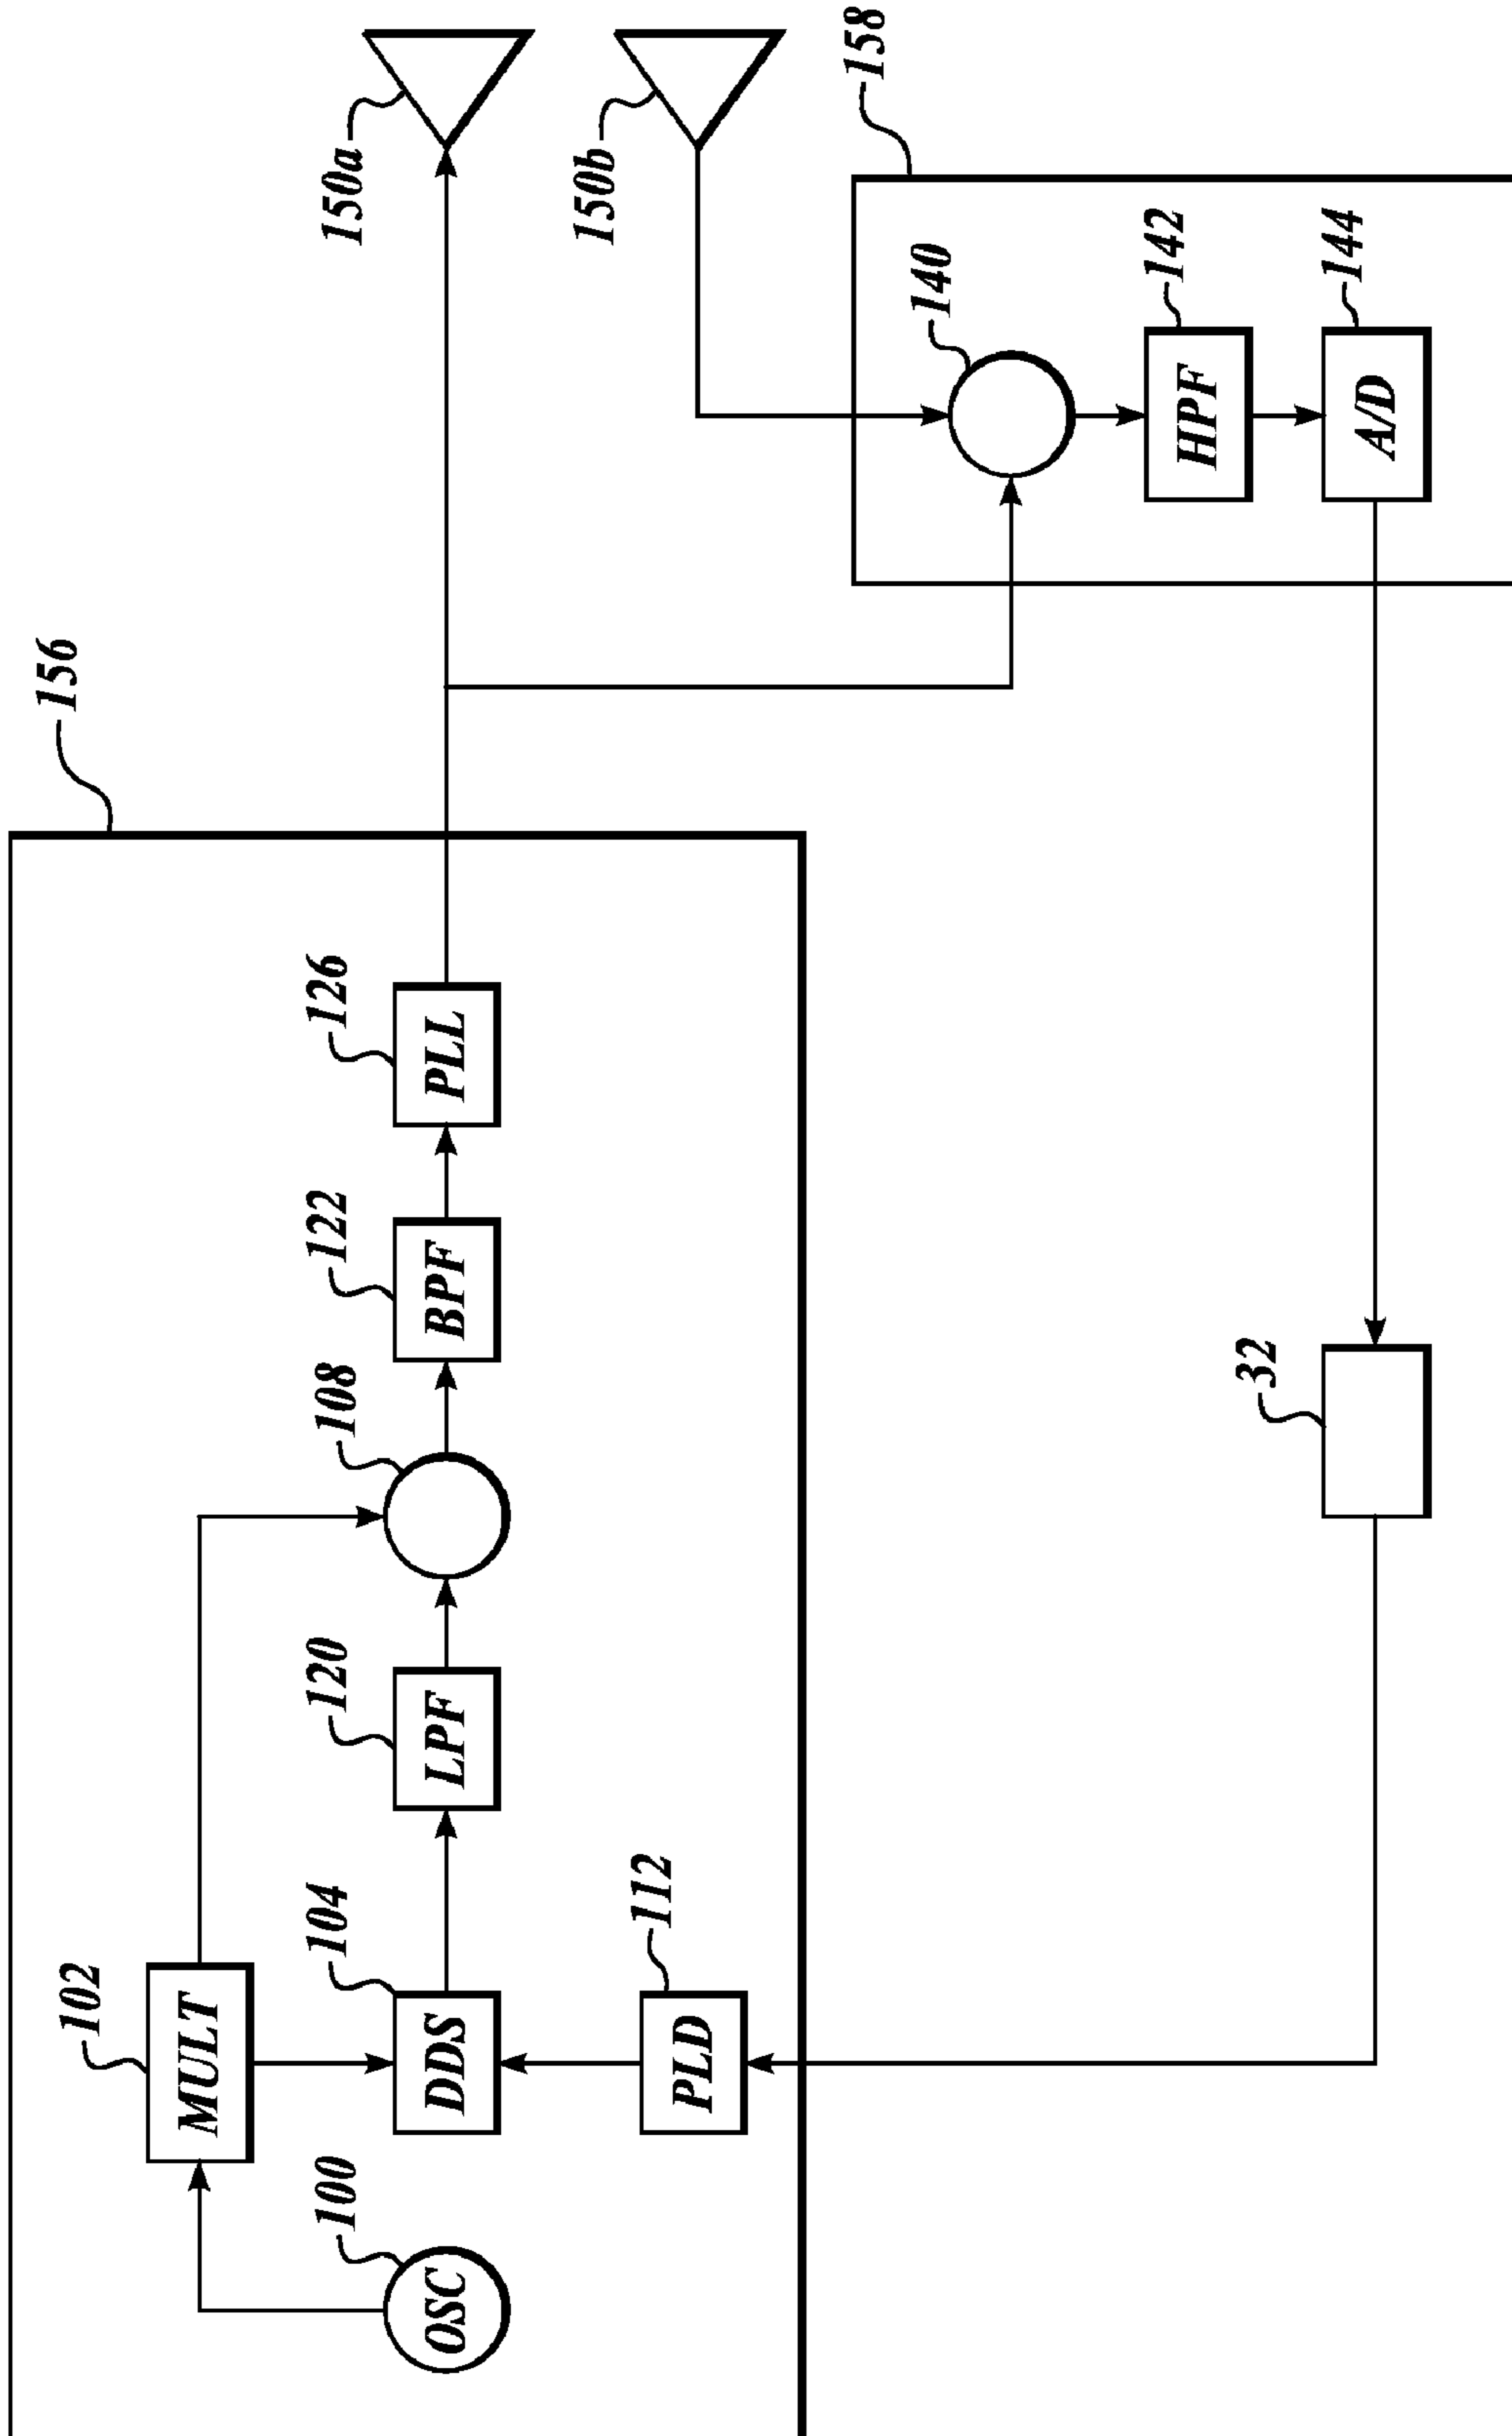 156
102
MULT
100
OSC
104
DDS
120
LPF
108
122
BPF
126
PLL
112
PLD
150a
150b
158
140
142
HPF
144
A/D
32